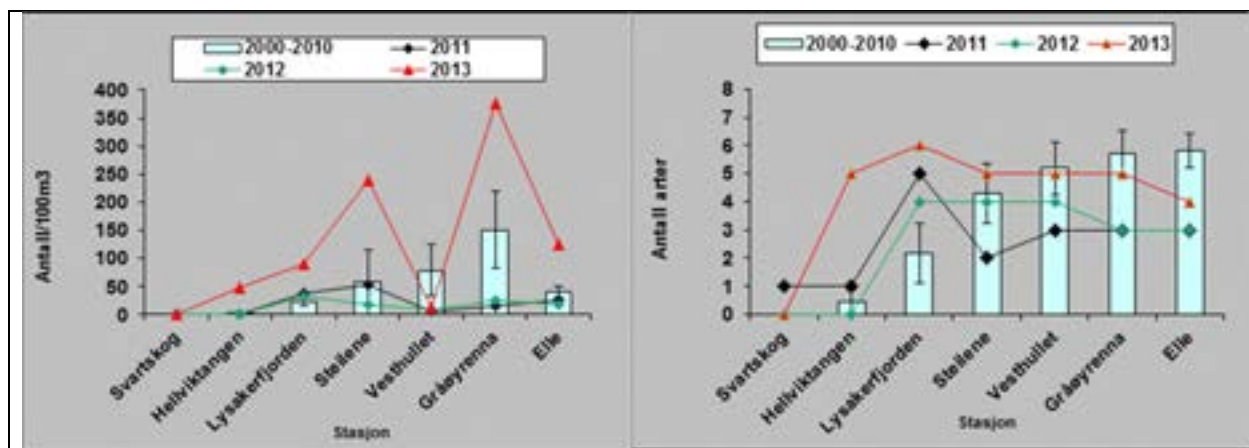 2000-2010 2011
2012 2013
400
350
300
250
200
150
100
50
0
Antall/100m3
Svartskog
Hellviktangen
Lysakerfjorden
Steilene
Vesthullet
Gråøyrenna
Elle
Stasjon
2000-2010 2011 2012 2013
8
7
6
5
4
3
2
1
0
Antall arter
Svartskog
Hellviktangen
Lysakerfjorden
Steilene
Vesthullet
Gråøyrenna
Elle
Stasjon